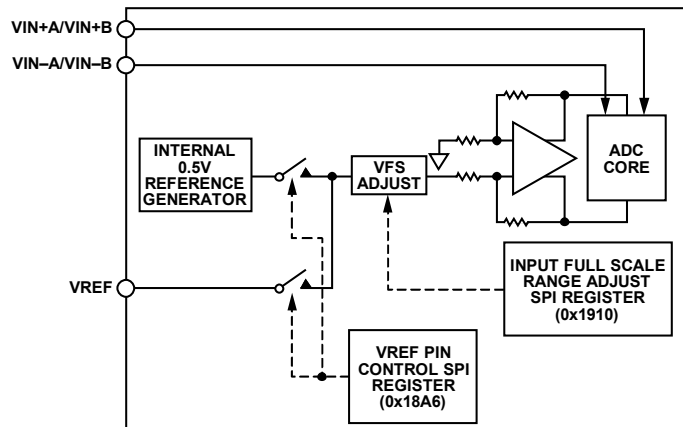 VIN+A/VIN+B
VIN–A/VIN–B
INTERNAL
0.5V
REFERENCE
GENERATOR
VFS
ADJUST
ADC
CORE
VREF
INPUT FULL SCALE
RANGE ADJUST
SPI REGISTER
(0x1910)
VREF PIN
CONTROL SPI
REGISTER
(0x18A6)